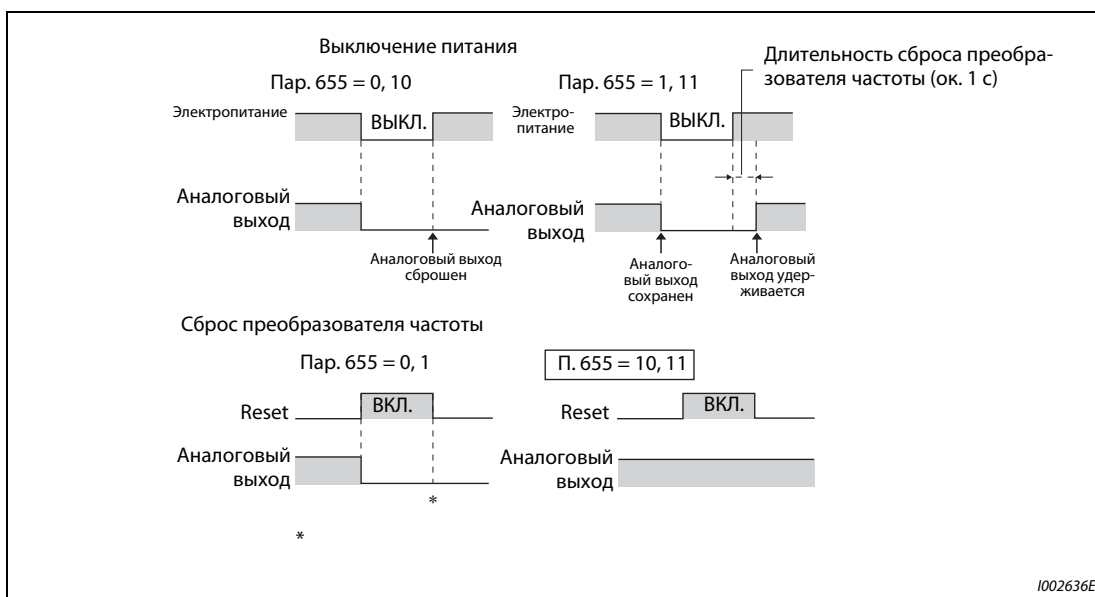 Выключение питания
Длительность сброса преобра-
зователя частоты (ок. 1 с)
Пар. 655 = 0, 10
Пар. 655 = 1, 11
Электропитание
ВЫКЛ.
Электро-
питание
ВЫКЛ.
Аналоговый
выход
Аналоговый
выход
Аналоговый выход
сброшен
Аналого-
вый выход
сохранен
Аналоговый
выход удер-
живается
Сброс преобразователя частоты
Пар. 655 = 0, 1
П. 655 = 10, 11
Reset
ВКЛ.
Reset
ВКЛ.
Аналоговый
выход
Аналоговый
выход
*
*
I002636E